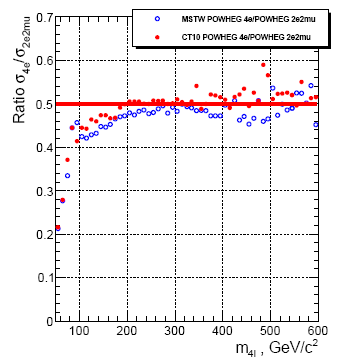 MSTW POWHEG 4e/POWHEG 2e2mu
CT10 POWHEG 4e/POWHEG 2e2mu
Ratio σ4e/σ2e2mu
0.7
0.6
0.5
0.4
0.3
0.2
0.1
0
100 200 300 400 500 600
m4l , GeV/c²